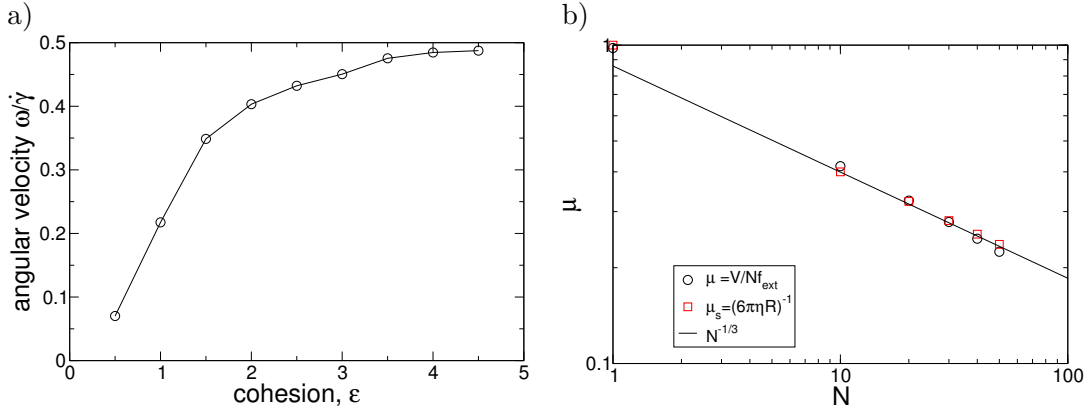 a)
b)
angular velocity ω/γ̇
0.5
0.4
0.3
0.2
0.1
0
0 1 2 3 4 5
cohesion, ε
μ
1
0.1
1 10 100
N
μ =V/Nf_ext
μ_s=(6πηR)^-1
N^-1/3